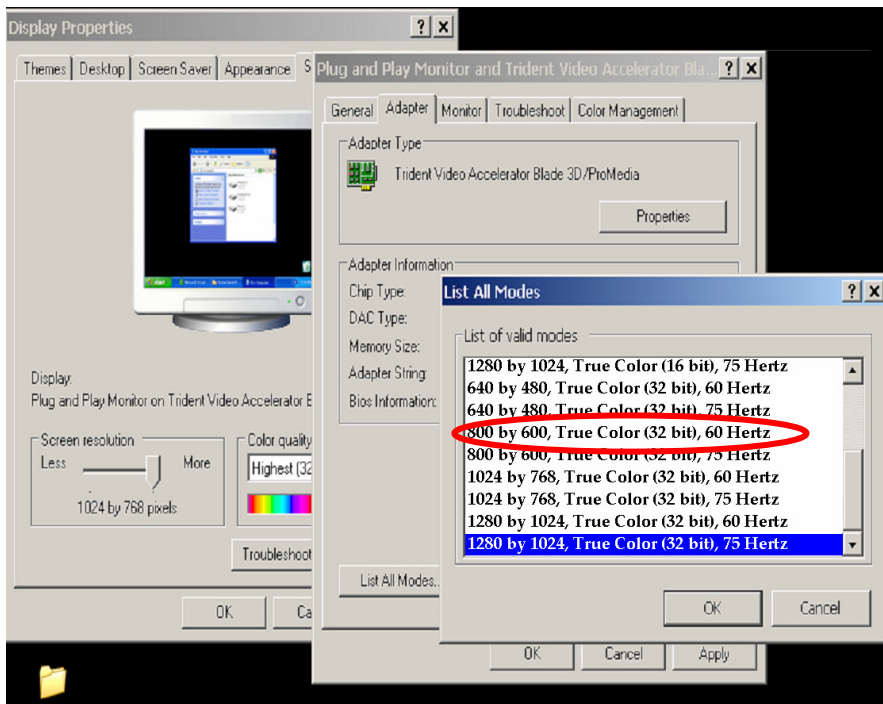 Display Properties
Themes Desktop Screen Saver Appearance S
Display:
Plug and Play Monitor on Trident Video Accelerator B
Screen resolution
Less More
1024 by 768 pixels
Color quality
Highest (32
Troubleshoot
OK Ca
Plug and Play Monitor and Trident Video Accelerator Bla...
General Adapter Monitor Troubleshoot Color Management
Adapter Type
Trident Video Accelerator Blade 3D/ProMedia
Properties
Adapter Information
Chip Type:
DAC Type:
Memory Size:
Adapter String:
Bios Information:
List All Modes..
OK Cancel Apply
List All Modes
List of valid modes
1280 by 1024, True Color (16 bit), 75 Hertz
640 by 480, True Color (32 bit), 60 Hertz
640 by 480, True Color (32 bit), 75 Hertz
800 by 600, True Color (32 bit), 60 Hertz
800 by 600, True Color (32 bit), 75 Hertz
1024 by 768, True Color (32 bit), 60 Hertz
1024 by 768, True Color (32 bit), 75 Hertz
1280 by 1024, True Color (32 bit), 60 Hertz
1280 by 1024, True Color (32 bit), 75 Hertz
OK Cancel